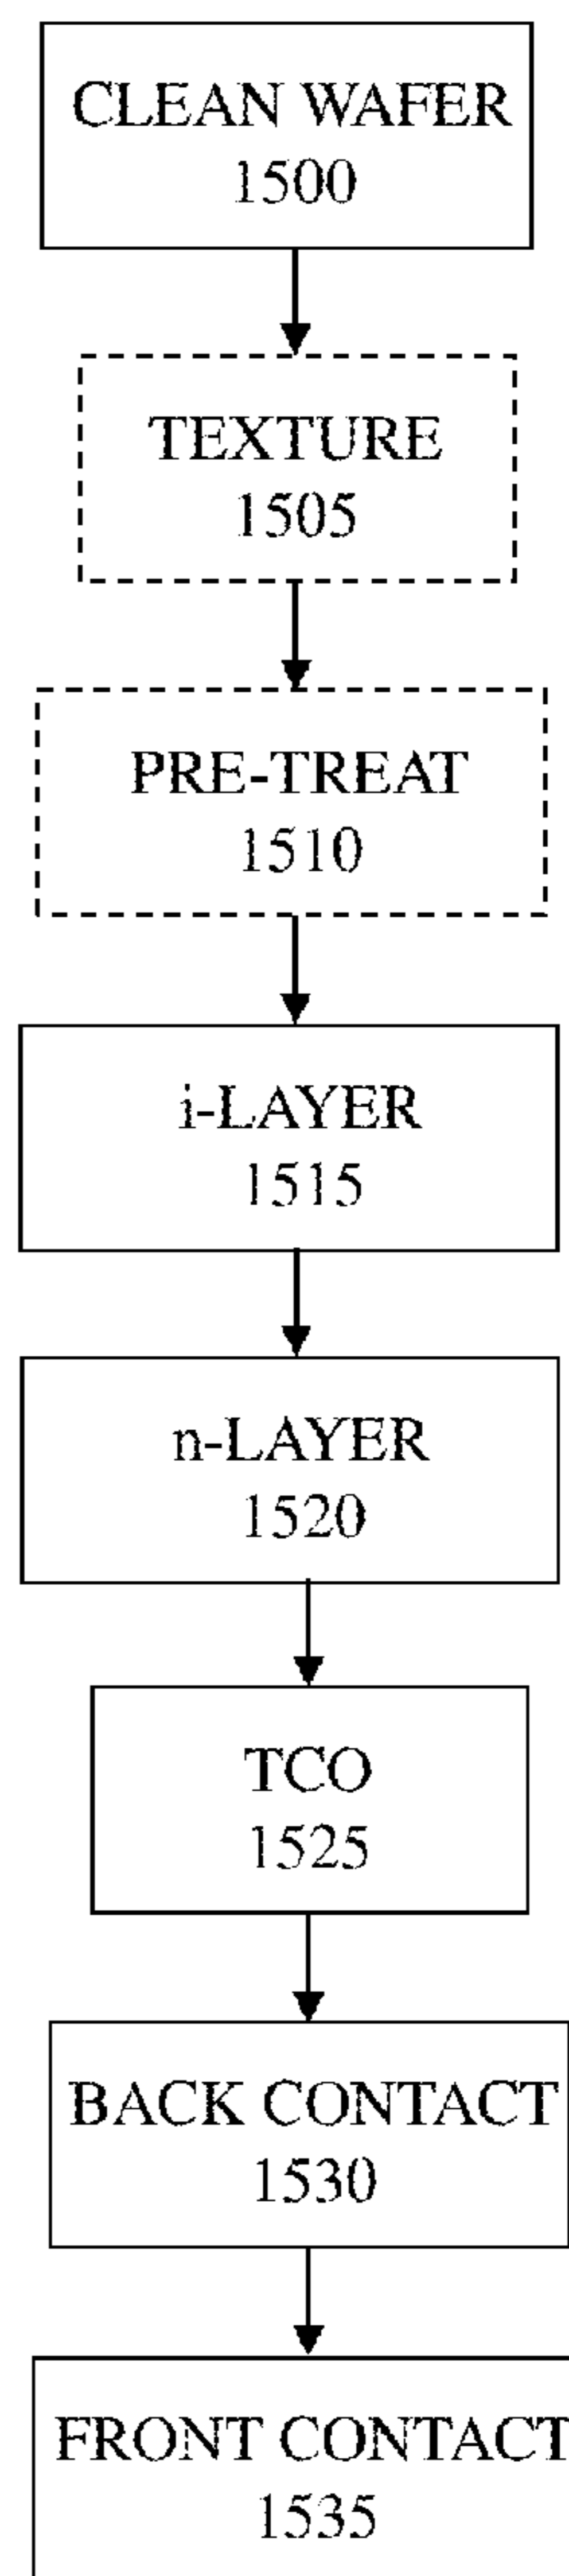 CLEAN WAFER
1500
TEXTURE
1505
PRE-TREAT
1510
i-LAYER
1515
n-LAYER
1520
TCO
1525
BACK CONTACT
1530
FRONT CONTACT
1535